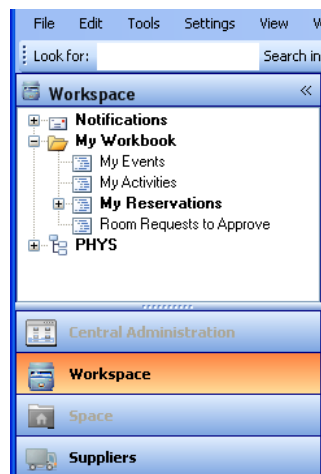 File Edit Tools Settings View
Look for: Search in
Workspace
Notifications
My Workbook
My Events
My Activities
My Reservations
Room Requests to Approve
PHYS
Central Administration
Workspace
Space
Suppliers